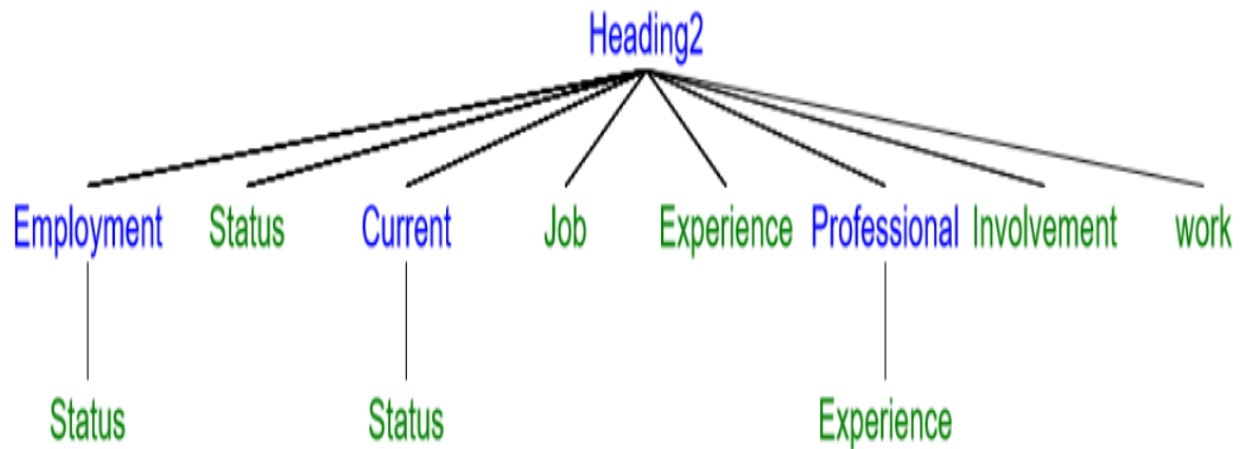 Heading2
Employment Status Current Job Experience Professional Involvement work
Status Status Experience